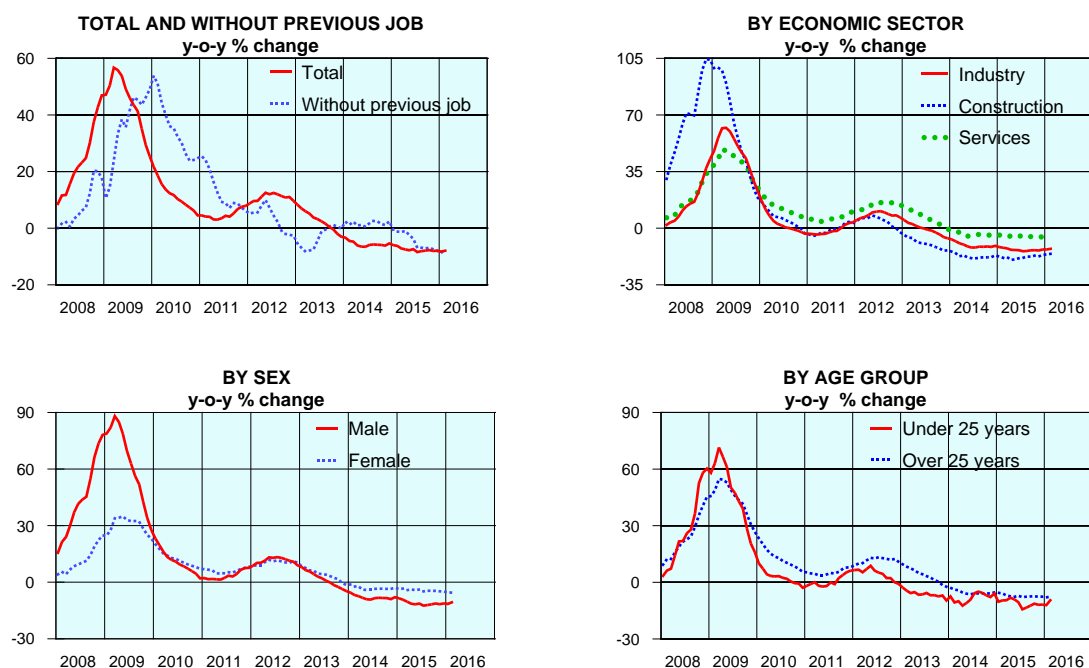 TOTAL AND WITHOUT PREVIOUS JOB
y-o-y % change
60
40
20
0
-20
Total
Without previous job
2008 2009 2010 2011 2012 2013 2014 2015 2016
BY ECONOMIC SECTOR
y-o-y % change
105
70
35
0
-35
Industry
Construction
Services
2008 2009 2010 2011 2012 2013 2014 2015 2016
BY SEX
y-o-y % change
90
60
30
0
-30
Male
Female
2008 2009 2010 2011 2012 2013 2014 2015 2016
BY AGE GROUP
y-o-y % change
90
60
30
0
-30
Under 25 years
Over 25 years
2008 2009 2010 2011 2012 2013 2014 2015 2016